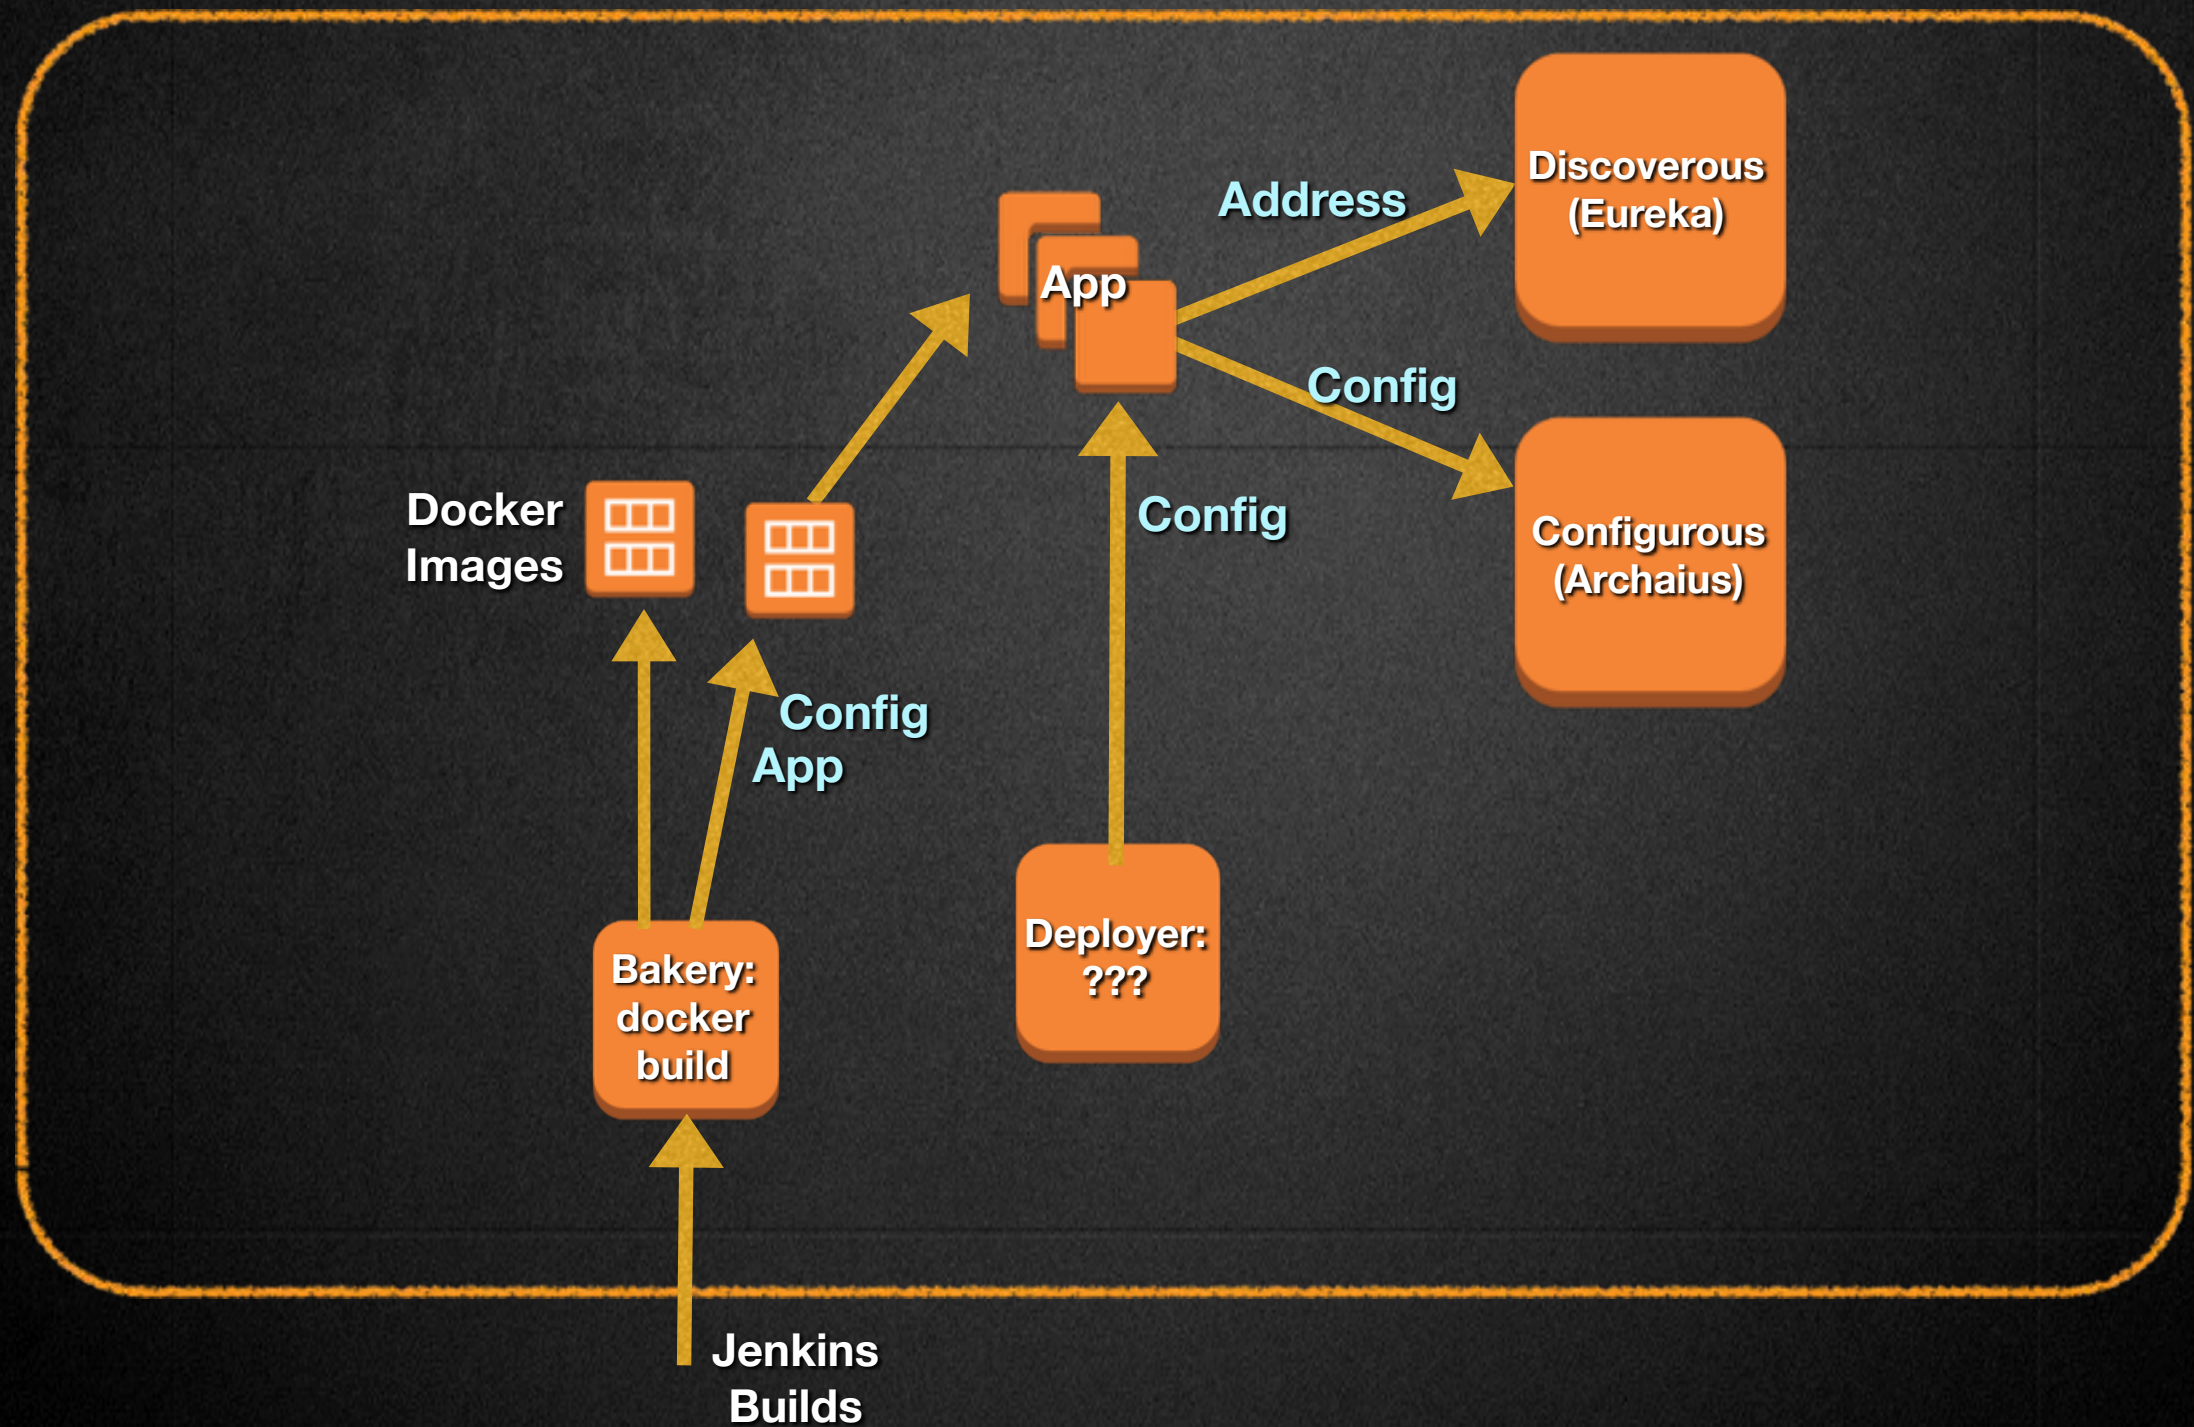 Discoverous
(Eureka)
Address
App
Config
Docker
Images
Config
Configurous
(Archaius)
Config
App
Deployer:
???
Bakery:
docker
build
Jenkins
Builds